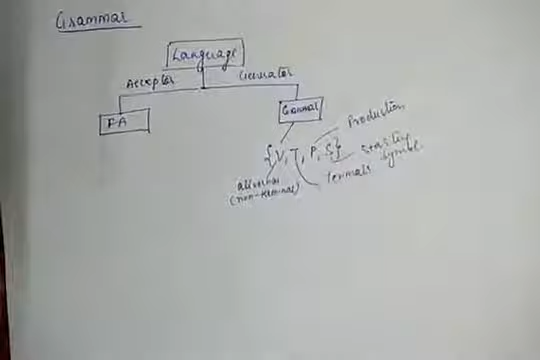 Grammar
Language
Acceptor Generator
FA
Grammar
{V, T, P, S}
Production
Starting
Symbol
Terminals
(non-terminal)